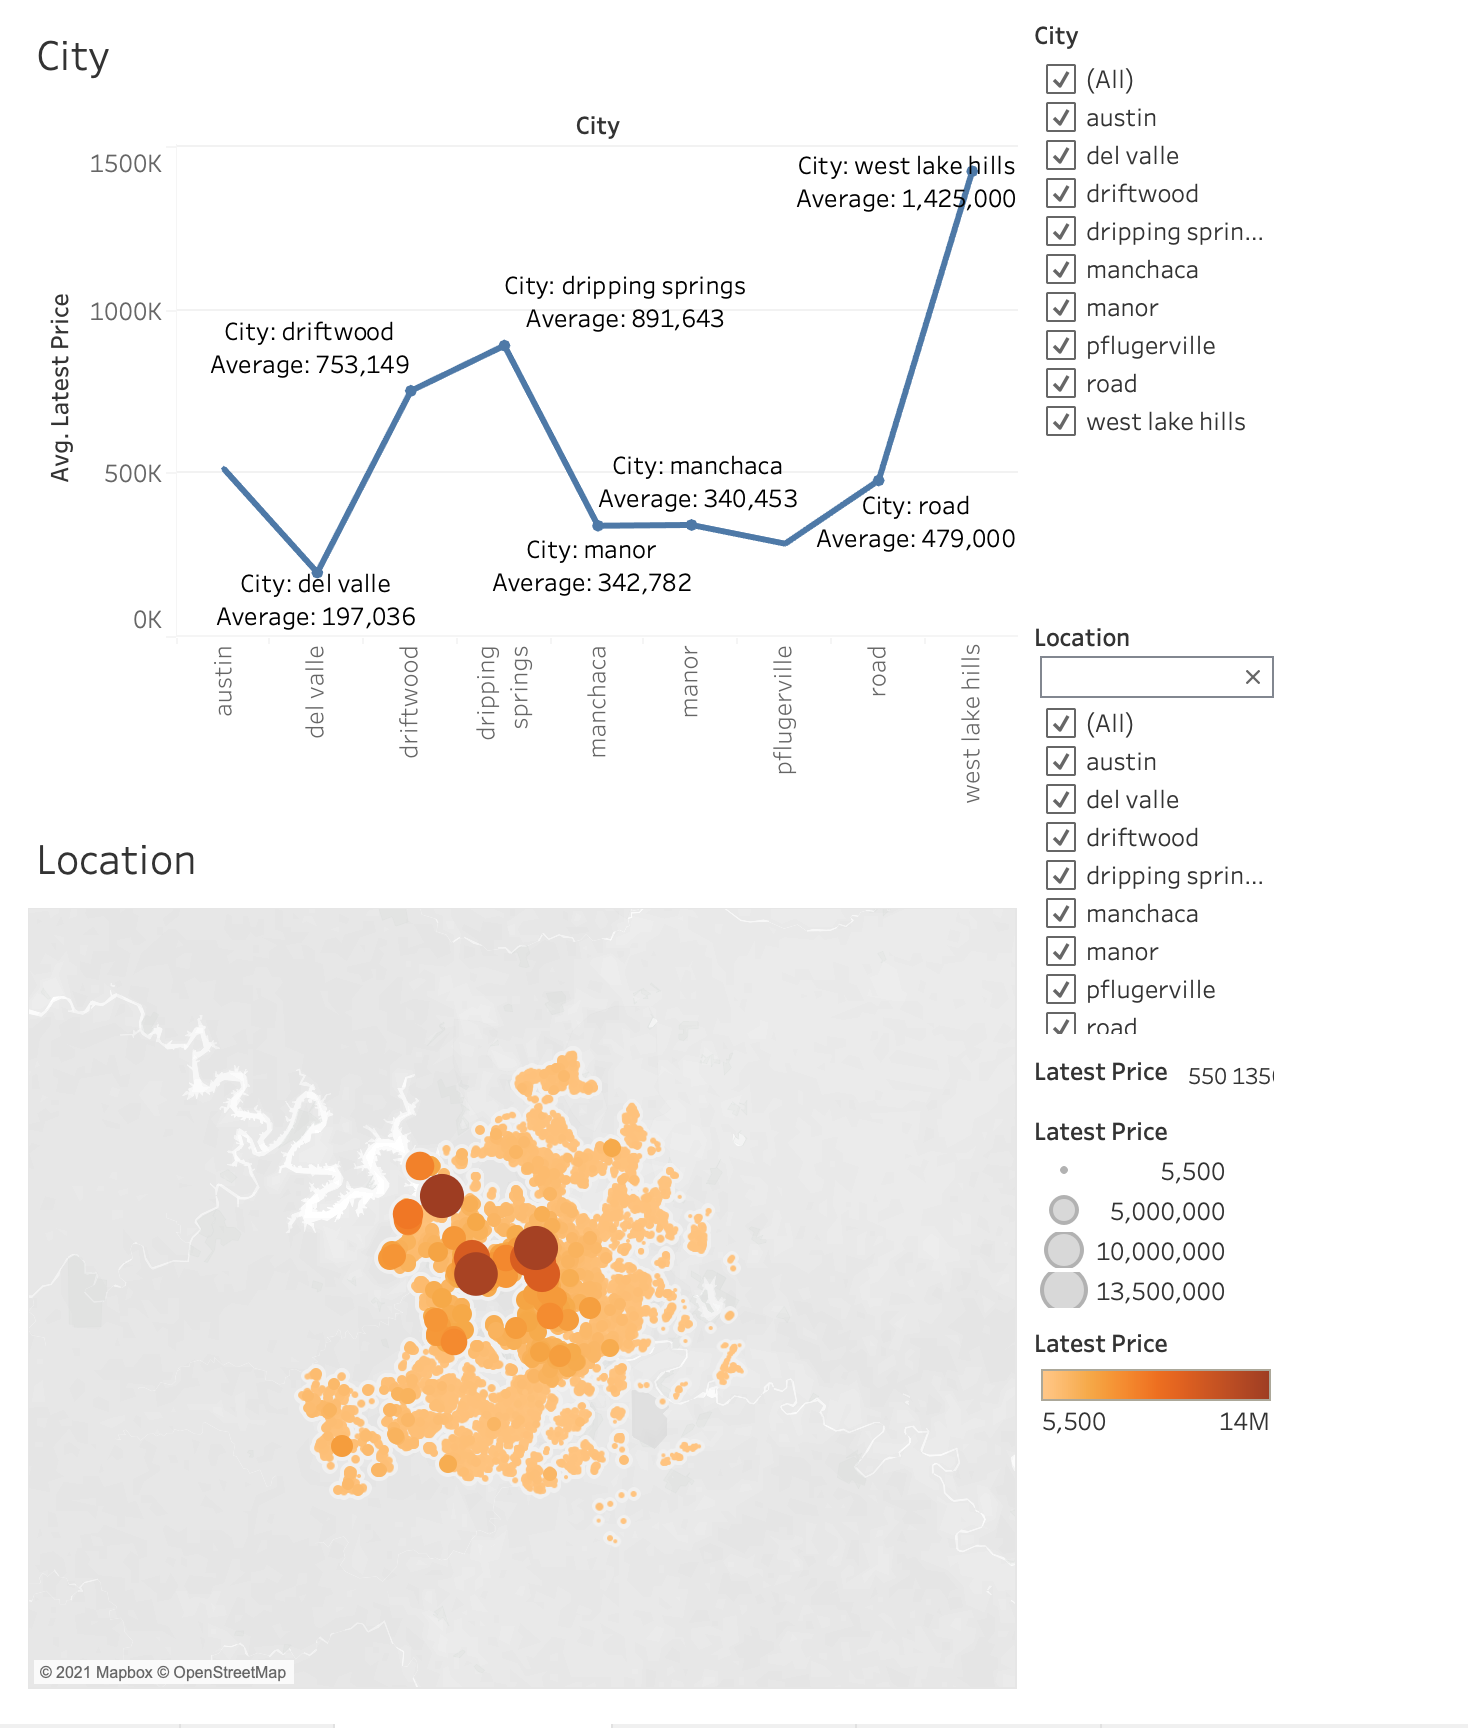 City
City
1500K
1000K
500K
0K
Avg. Latest Price
City: west lake hills
Average: 1,425,000
City: dripping springs
Average: 891,643
City: driftwood
Average: 753,149
City: manchaca
Average: 340,453
City: road
Average: 479,000
City: manor
Average: 342,782
City: del valle
Average: 197,036
austin
del valle
driftwood
dripping
springs
manchaca
manor
pflugerville
road
west lake hills
City
(All)
austin
del valle
driftwood
dripping sprin...
manchaca
manor
pflugerville
road
west lake hills
Location
© 2021 Mapbox © OpenStreetMap
Location
(All)
austin
del valle
driftwood
dripping sprin...
manchaca
manor
pflugerville
road
Latest Price 550 135
Latest Price
5,500
5,000,000
10,000,000
13,500,000
Latest Price
5,500 14M